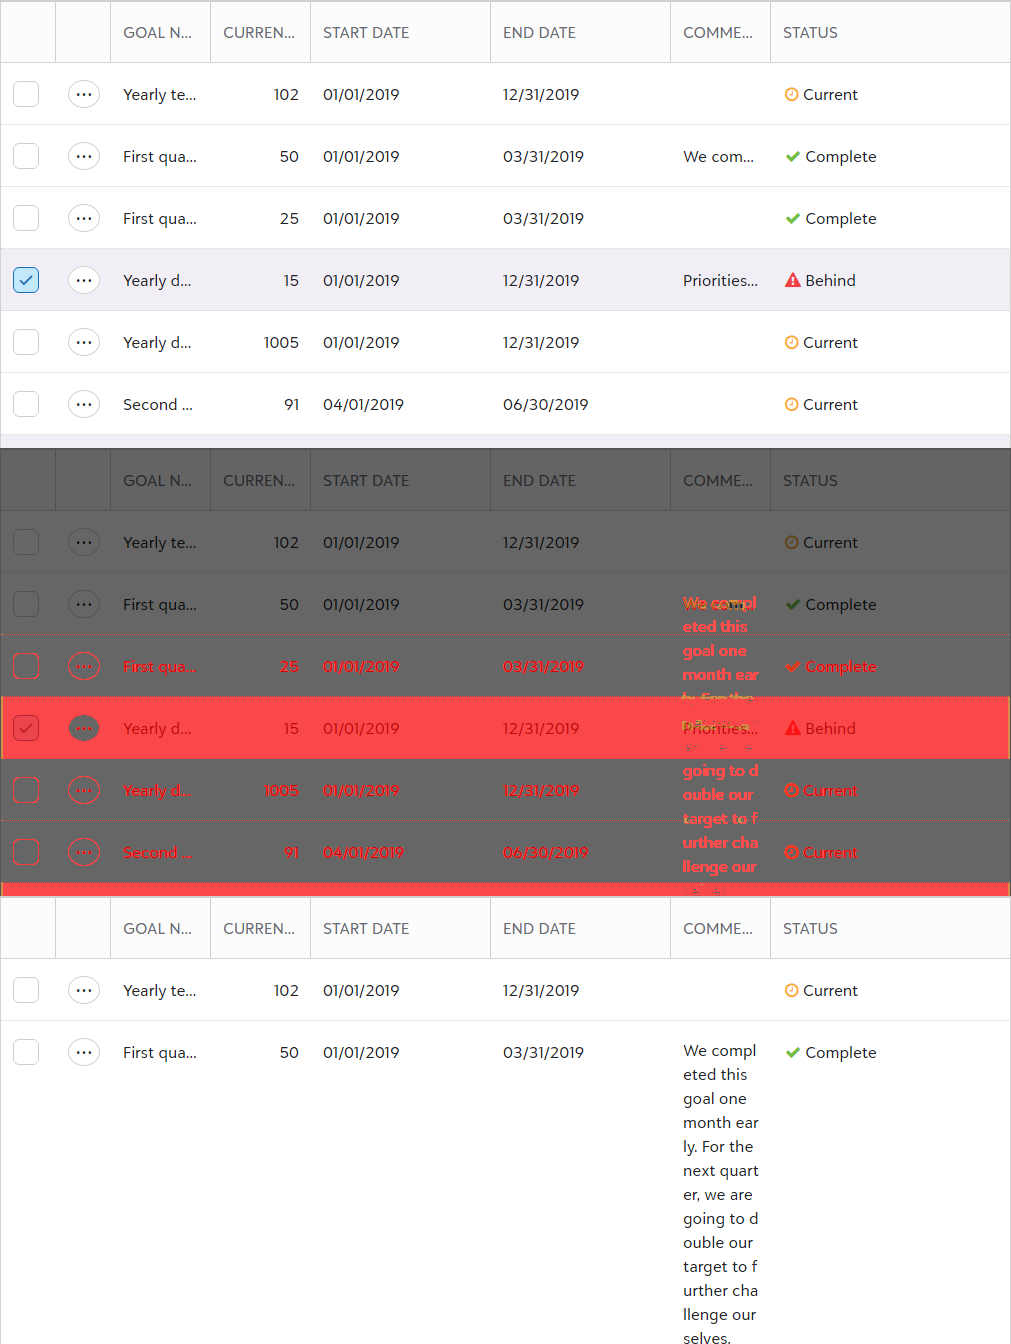 GOAL N... CURREN... START DATE END DATE COMME... STATUS
Yearly te... 102 01/01/2019 12/31/2019 Current
First qua... 50 01/01/2019 03/31/2019 We com... Complete
First qua... 25 01/01/2019 03/31/2019 Complete
Yearly d... 15 01/01/2019 12/31/2019 Priorities... Behind
Yearly d... 1005 01/01/2019 12/31/2019 Current
Second ... 91 04/01/2019 06/30/2019 Current
GOAL N... CURREN... START DATE END DATE COMME... STATUS
Yearly te... 102 01/01/2019 12/31/2019 Current
First qua... 50 01/01/2019 03/31/2019 We compl Complete
eted this
goal one
First qua... 25 01/01/2019 03/31/2019 Complete
month ear
Yearly d... 15 01/01/2019 12/31/2019 Priorities... Behind
going to d
Yearly d... 1005 01/01/2019 12/31/2019 Current
ouble our
target to f
urther cha
Second ... 91 04/01/2019 06/30/2019 Current
llenge our
GOAL N... CURREN... START DATE END DATE COMME... STATUS
Yearly te... 102 01/01/2019 12/31/2019 Current
First qua... 50 01/01/2019 03/31/2019 We compl Complete
eted this
goal one
month ear
ly. For the
next quart
er, we are
going to d
ouble our
target to f
urther cha
llenge our
selves.